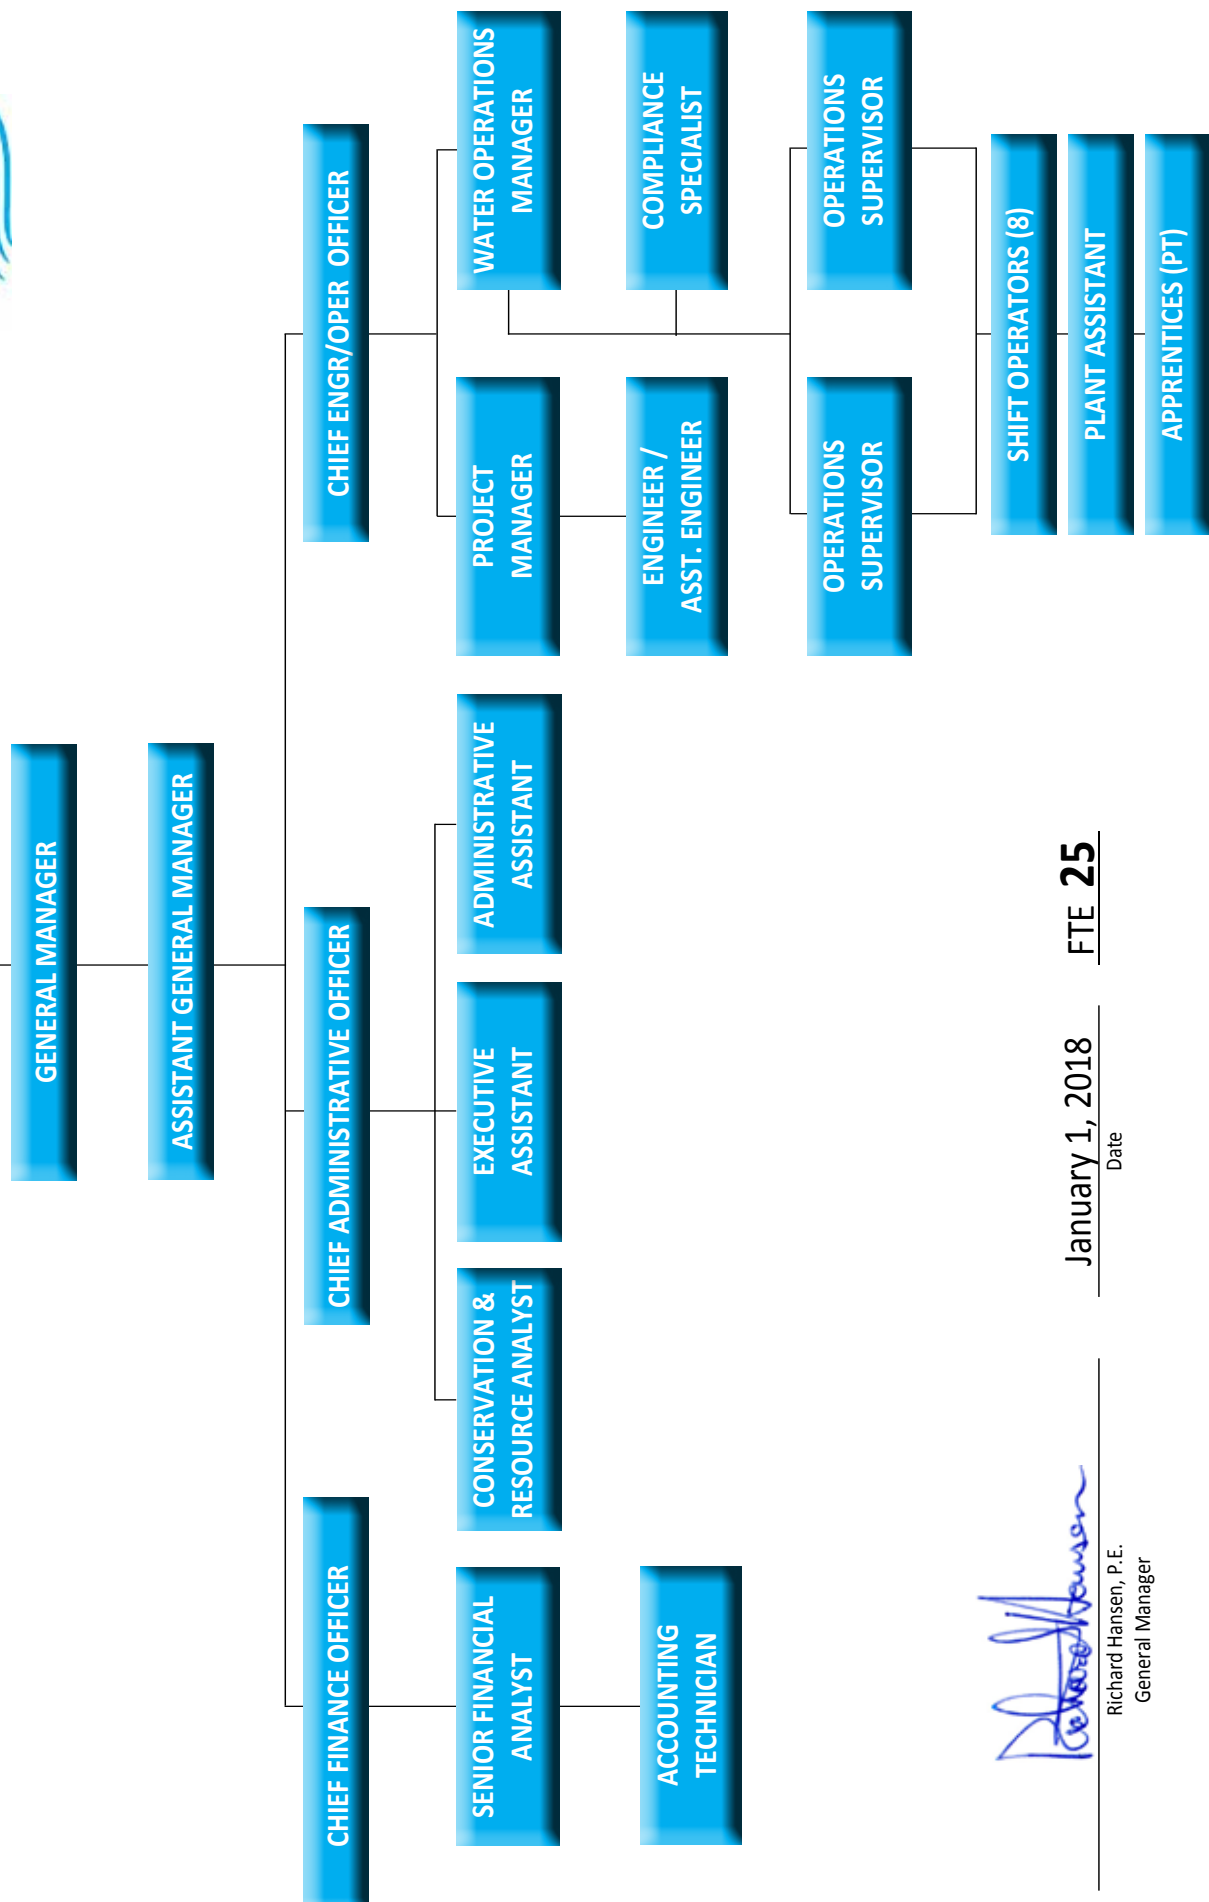 GENERAL MANAGER
ASSISTANT GENERAL MANAGER
CHIEF FINANCE OFFICER
CHIEF ADMINISTRATIVE OFFICER
CHIEF ENGR/OPER OFFICER
SENIOR FINANCIAL
ANALYST
CONSERVATION &
RESOURCE ANALYST
EXECUTIVE
ASSISTANT
ADMINISTRATIVE
ASSISTANT
PROJECT
MANAGER
WATER OPERATIONS
MANAGER
ACCOUNTING
TECHNICIAN
ENGINEER /
ASST. ENGINEER
COMPLIANCE
SPECIALIST
OPERATIONS
SUPERVISOR
OPERATIONS
SUPERVISOR
SHIFT OPERATORS (8)
PLANT ASSISTANT
APPRENTICES (PT)
Richard Hansen, P.E.
General Manager
January 1, 2018
Date
FTE 25